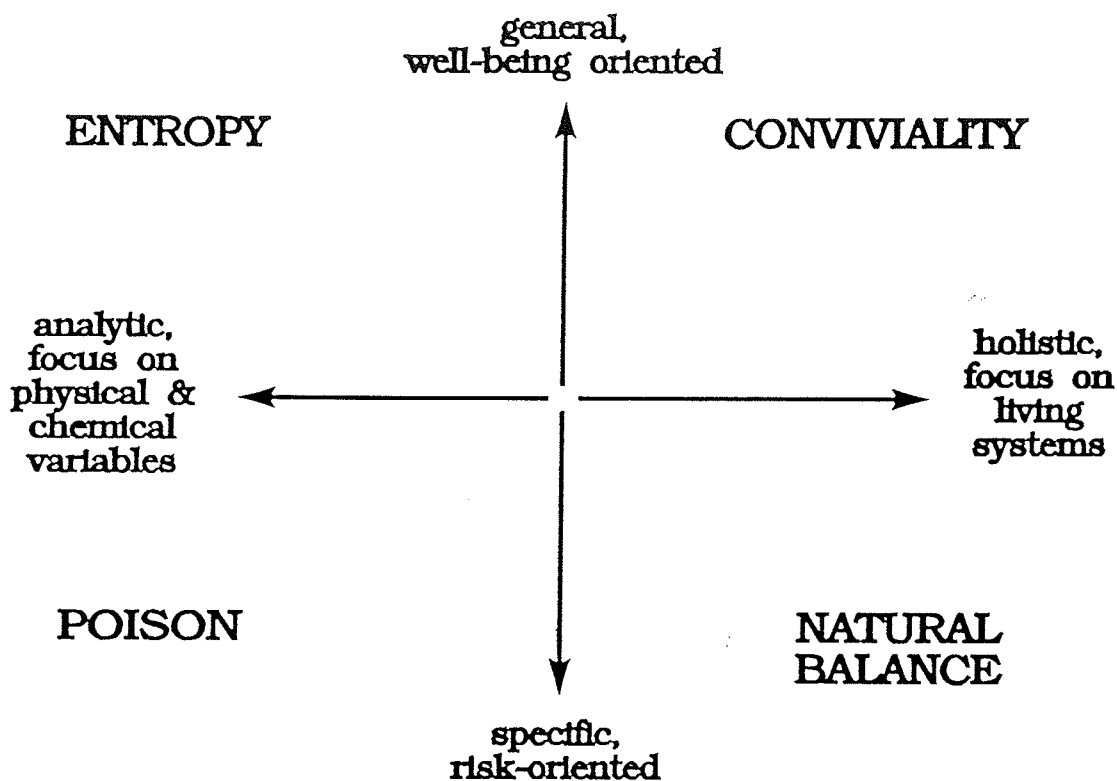 general,
well-being oriented
ENTROPY
CONVIVIALITY
analytic,
focus on
physical &
chemical
variables
holistic,
focus on
living
systems
POISON
NATURAL
BALANCE
specific,
risk-oriented